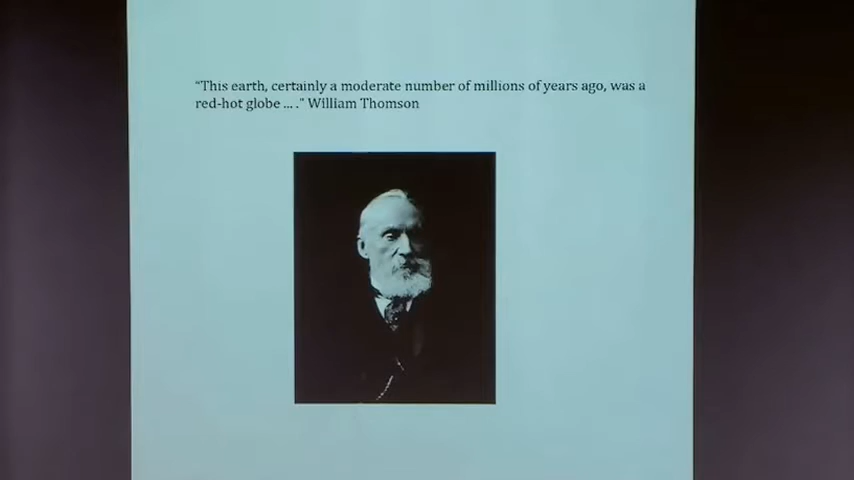 "This earth, certainly a moderate number of millions of years ago, was a
red-hot globe ... ." William Thomson